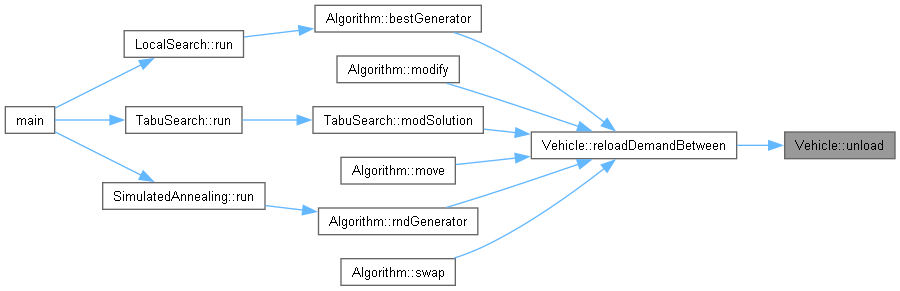 Algorithm::bestGenerator
LocalSearch::run
Algorithm::modify
main
TabuSearch::run
TabuSearch::modSolution
Vehicle::reloadDemandBetween
Vehicle::unload
Algorithm::move
SimulatedAnnealing::run
Algorithm::rndGenerator
Algorithm::swap